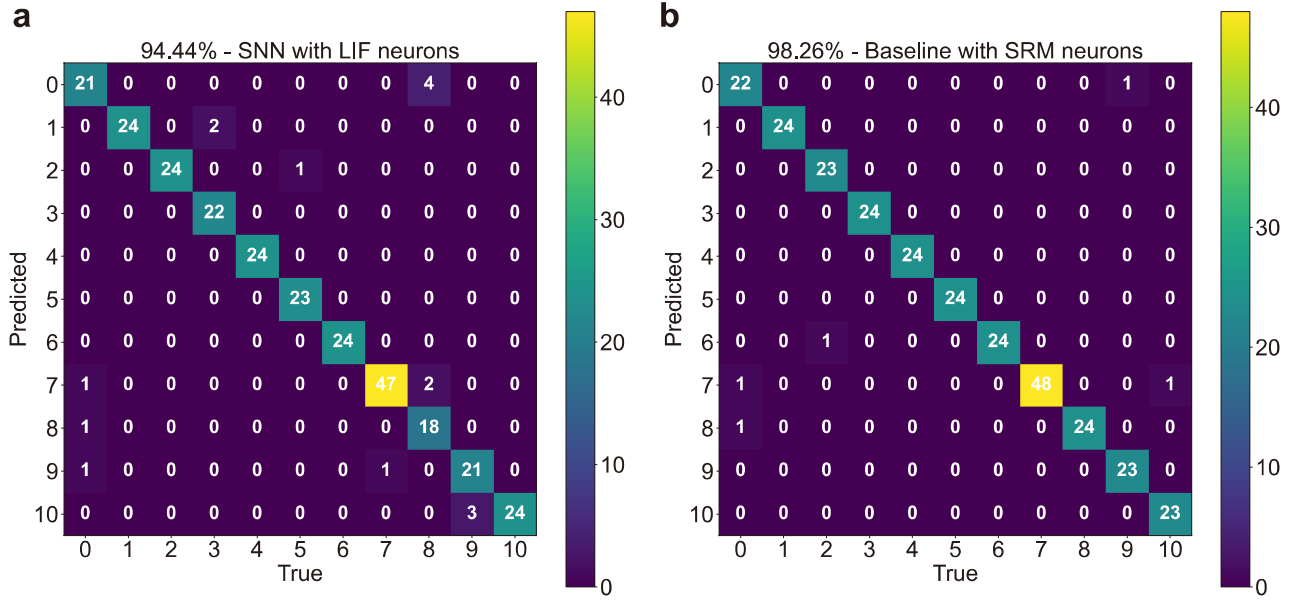 a
94.44% - SNN with LIF neurons
Predicted
0 21 0 0 0 0 0 0 0 4 0 0
1 0 24 0 2 0 0 0 0 0 0 0
2 0 0 24 0 0 1 0 0 0 0 0
3 0 0 0 22 0 0 0 0 0 0 0
4 0 0 0 0 24 0 0 0 0 0 0
5 0 0 0 0 0 23 0 0 0 0 0
6 0 0 0 0 0 0 24 0 0 0 0
7 1 0 0 0 0 0 0 47 2 0 0
8 1 0 0 0 0 0 0 0 18 0 0
9 1 0 0 0 0 0 0 1 0 21 0
10 0 0 0 0 0 0 0 0 0 3 24
0 1 2 3 4 5 6 7 8 9 10
True
40
30
20
10
0
b
98.26% - Baseline with SRM neurons
Predicted
0 22 0 0 0 0 0 0 0 0 1 0
1 0 24 0 0 0 0 0 0 0 0 0
2 0 0 23 0 0 0 0 0 0 0 0
3 0 0 0 24 0 0 0 0 0 0 0
4 0 0 0 0 24 0 0 0 0 0 0
5 0 0 0 0 0 24 0 0 0 0 0
6 0 0 1 0 0 0 24 0 0 0 0
7 1 0 0 0 0 0 0 48 0 0 1
8 1 0 0 0 0 0 0 0 24 0 0
9 0 0 0 0 0 0 0 0 0 23 0
10 0 0 0 0 0 0 0 0 0 0 23
0 1 2 3 4 5 6 7 8 9 10
True
40
30
20
10
0